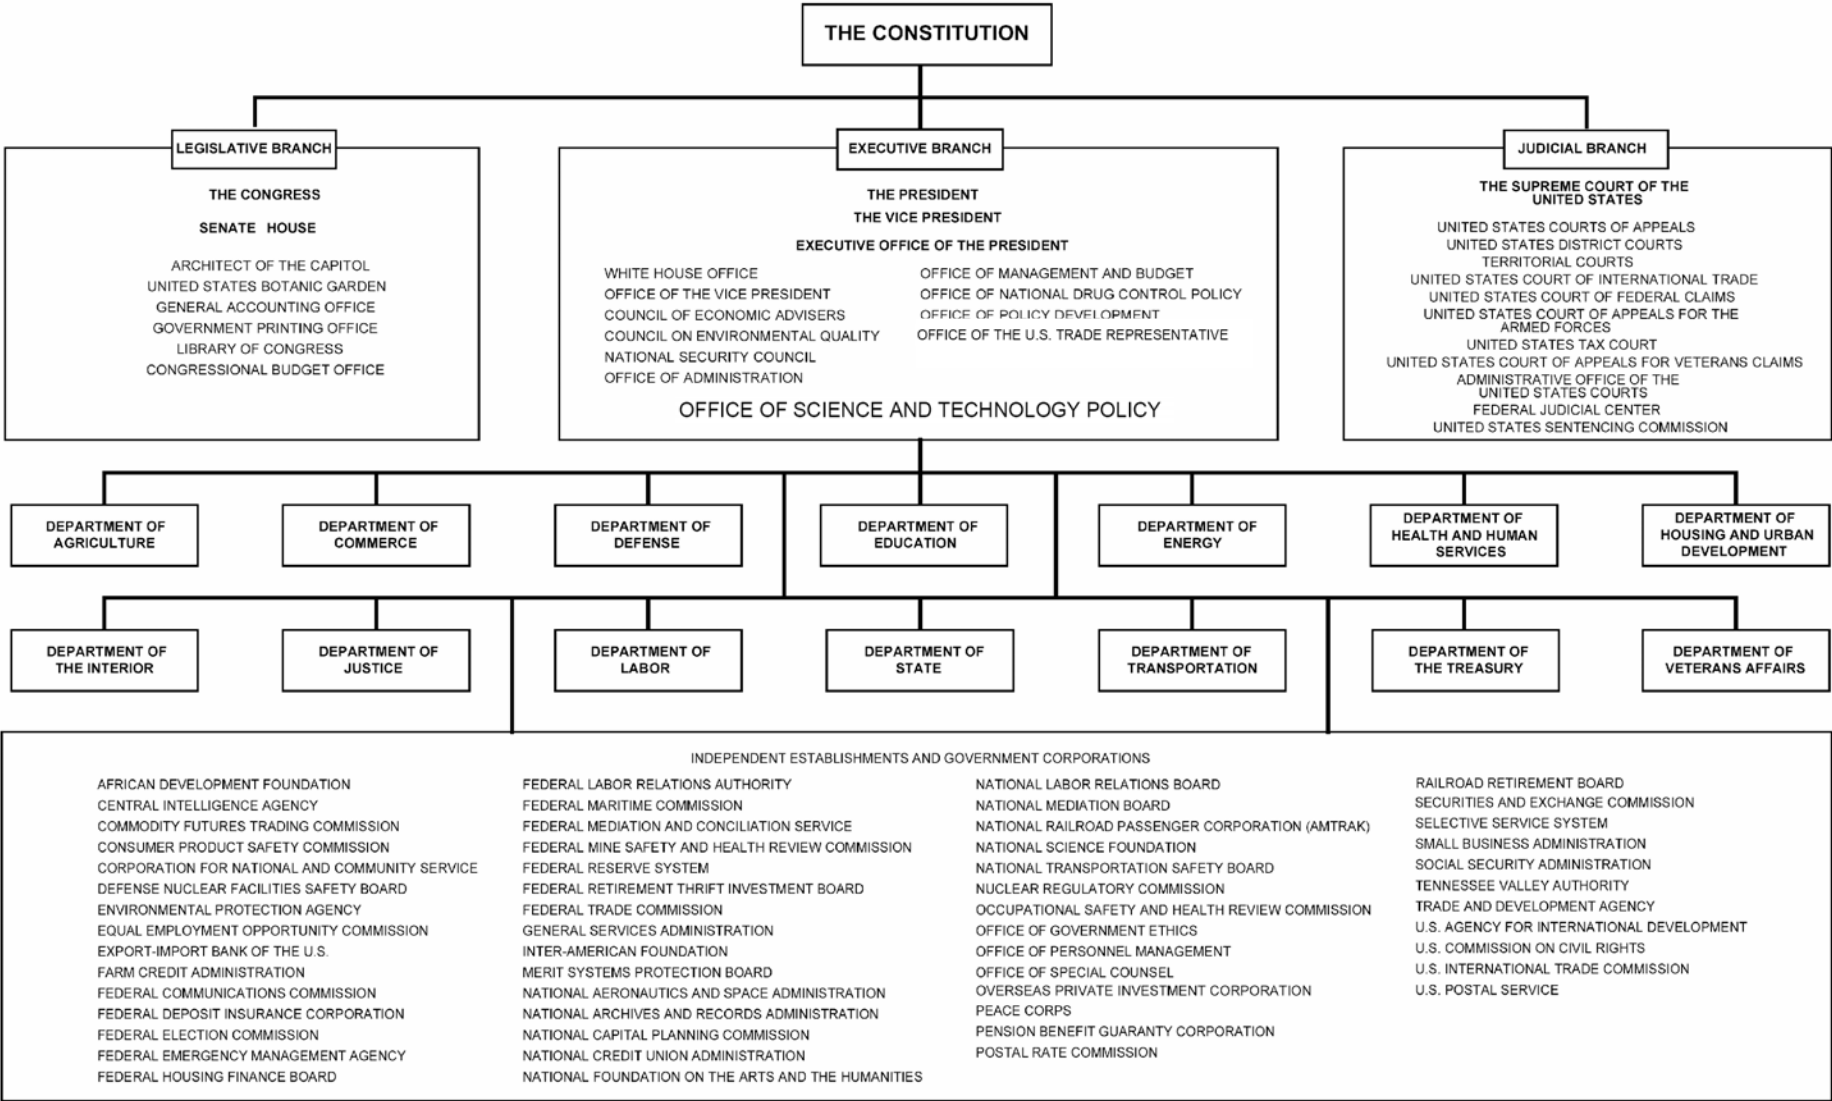 THE CONSTITUTION
LEGISLATIVE BRANCH
THE CONGRESS
SENATE HOUSE
ARCHITECT OF THE CAPITOL
UNITED STATES BOTANIC GARDEN
GENERAL ACCOUNTING OFFICE
GOVERNMENT PRINTING OFFICE
LIBRARY OF CONGRESS
CONGRESSIONAL BUDGET OFFICE
EXECUTIVE BRANCH
THE PRESIDENT
THE VICE PRESIDENT
EXECUTIVE OFFICE OF THE PRESIDENT
WHITE HOUSE OFFICE
OFFICE OF THE VICE PRESIDENT
COUNCIL OF ECONOMIC ADVISERS
COUNCIL ON ENVIRONMENTAL QUALITY
NATIONAL SECURITY COUNCIL
OFFICE OF ADMINISTRATION
OFFICE OF MANAGEMENT AND BUDGET
OFFICE OF NATIONAL DRUG CONTROL POLICY
OFFICE OF POLICY DEVELOPMENT
OFFICE OF THE U.S. TRADE REPRESENTATIVE
OFFICE OF SCIENCE AND TECHNOLOGY POLICY
JUDICIAL BRANCH
THE SUPREME COURT OF THE
UNITED STATES
UNITED STATES COURTS OF APPEALS
UNITED STATES DISTRICT COURTS
TERRITORIAL COURTS
UNITED STATES COURT OF INTERNATIONAL TRADE
UNITED STATES COURT OF FEDERAL CLAIMS
UNITED STATES COURT OF APPEALS FOR THE
ARMED FORCES
UNITED STATES TAX COURT
UNITED STATES COURT OF APPEALS FOR VETERANS CLAIMS
ADMINISTRATIVE OFFICE OF THE
UNITED STATES COURTS
FEDERAL JUDICIAL CENTER
UNITED STATES SENTENCING COMMISSION
DEPARTMENT OF
AGRICULTURE
DEPARTMENT OF
COMMERCE
DEPARTMENT OF
DEFENSE
DEPARTMENT OF
EDUCATION
DEPARTMENT OF
ENERGY
DEPARTMENT OF
HEALTH AND HUMAN
SERVICES
DEPARTMENT OF
HOUSING AND URBAN
DEVELOPMENT
DEPARTMENT OF
THE INTERIOR
DEPARTMENT OF
JUSTICE
DEPARTMENT OF
LABOR
DEPARTMENT OF
STATE
DEPARTMENT OF
TRANSPORTATION
DEPARTMENT OF
THE TREASURY
DEPARTMENT OF
VETERANS AFFAIRS
INDEPENDENT ESTABLISHMENTS AND GOVERNMENT CORPORATIONS
AFRICAN DEVELOPMENT FOUNDATION
CENTRAL INTELLIGENCE AGENCY
COMMODITY FUTURES TRADING COMMISSION
CONSUMER PRODUCT SAFETY COMMISSION
CORPORATION FOR NATIONAL AND COMMUNITY SERVICE
DEFENSE NUCLEAR FACILITIES SAFETY BOARD
ENVIRONMENTAL PROTECTION AGENCY
EQUAL EMPLOYMENT OPPORTUNITY COMMISSION
EXPORT-IMPORT BANK OF THE U.S.
FARM CREDIT ADMINISTRATION
FEDERAL COMMUNICATIONS COMMISSION
FEDERAL DEPOSIT INSURANCE CORPORATION
FEDERAL ELECTION COMMISSION
FEDERAL EMERGENCY MANAGEMENT AGENCY
FEDERAL HOUSING FINANCE BOARD
FEDERAL LABOR RELATIONS AUTHORITY
FEDERAL MARITIME COMMISSION
FEDERAL MEDIATION AND CONCILIATION SERVICE
FEDERAL MINE SAFETY AND HEALTH REVIEW COMMISSION
FEDERAL RESERVE SYSTEM
FEDERAL RETIREMENT THRIFT INVESTMENT BOARD
FEDERAL TRADE COMMISSION
GENERAL SERVICES ADMINISTRATION
INTER-AMERICAN FOUNDATION
MERIT SYSTEMS PROTECTION BOARD
NATIONAL AERONAUTICS AND SPACE ADMINISTRATION
NATIONAL ARCHIVES AND RECORDS ADMINISTRATION
NATIONAL CAPITAL PLANNING COMMISSION
NATIONAL CREDIT UNION ADMINISTRATION
NATIONAL FOUNDATION ON THE ARTS AND THE HUMANITIES
NATIONAL LABOR RELATIONS BOARD
NATIONAL MEDIATION BOARD
NATIONAL RAILROAD PASSENGER CORPORATION (AMTRAK)
NATIONAL SCIENCE FOUNDATION
NATIONAL TRANSPORTATION SAFETY BOARD
NUCLEAR REGULATORY COMMISSION
OCCUPATIONAL SAFETY AND HEALTH REVIEW COMMISSION
OFFICE OF GOVERNMENT ETHICS
OFFICE OF PERSONNEL MANAGEMENT
OFFICE OF SPECIAL COUNSEL
OVERSEAS PRIVATE INVESTMENT CORPORATION
PEACE CORPS
PENSION BENEFIT GUARANTY CORPORATION
POSTAL RATE COMMISSION
RAILROAD RETIREMENT BOARD
SECURITIES AND EXCHANGE COMMISSION
SELECTIVE SERVICE SYSTEM
SMALL BUSINESS ADMINISTRATION
SOCIAL SECURITY ADMINISTRATION
TENNESSEE VALLEY AUTHORITY
TRADE AND DEVELOPMENT AGENCY
U.S. AGENCY FOR INTERNATIONAL DEVELOPMENT
U.S. COMMISSION ON CIVIL RIGHTS
U.S. INTERNATIONAL TRADE COMMISSION
U.S. POSTAL SERVICE